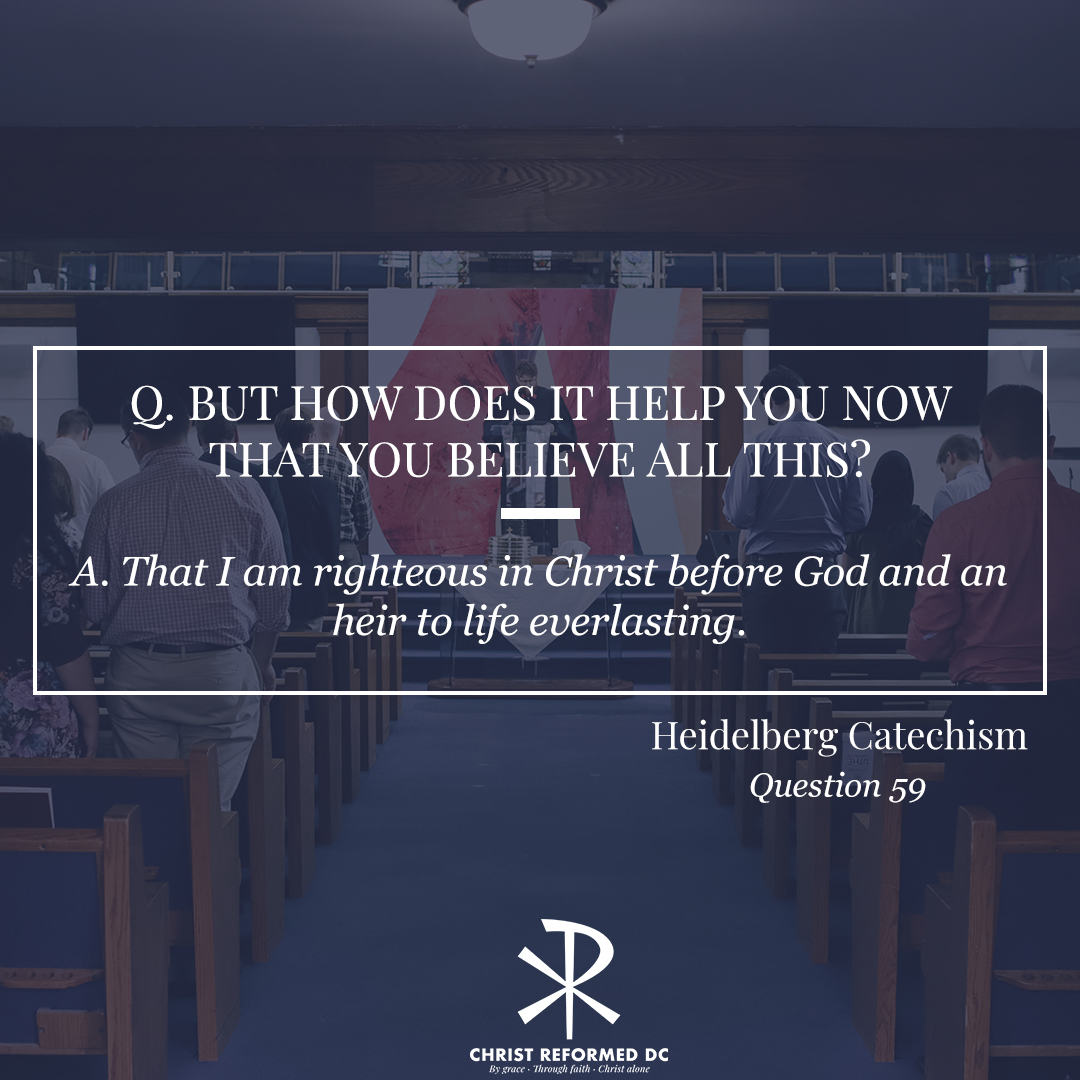 Q. BUT HOW DOES IT HELP YOU NOW
THAT YOU BELIEVE ALL THIS?
A. That I am righteous in Christ before God and an
heir to life everlasting.
Heidelberg Catechism
Question 59
CHRIST REFORMED DC
By grace · Through faith · Christ alone